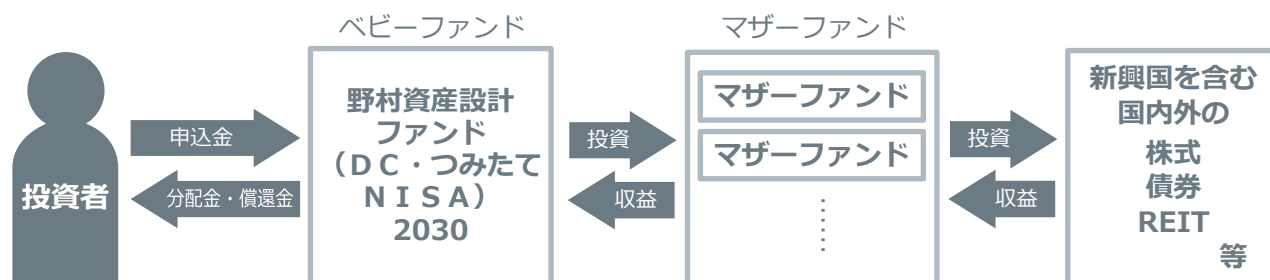 ベビーファンド
マザーファンド
投資者
申込金
分配金・償還金
野村資産設計
ファンド
（ＤＣ・つみたて
ＮＩＳＡ）
2030
投資
収益
マザーファンド
マザーファンド
投資
収益
新興国を含む
国内外の
株式
債券
REIT
等